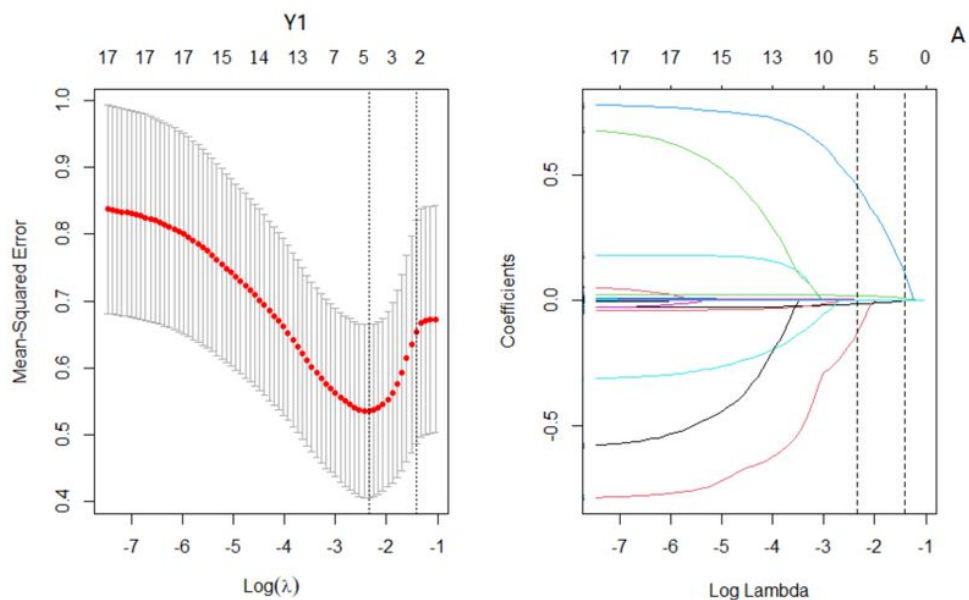 Y1
17 17 17 15 14 13 7 5 3 2
Mean-Squared Error
1.0
0.9
0.8
0.7
0.6
0.5
0.4
-7 -6 -5 -4 -3 -2 -1
Log(λ)
A
17 17 15 13 10 5 0
Coefficients
0.5
0.0
-0.5
-7 -6 -5 -4 -3 -2 -1
Log Lambda